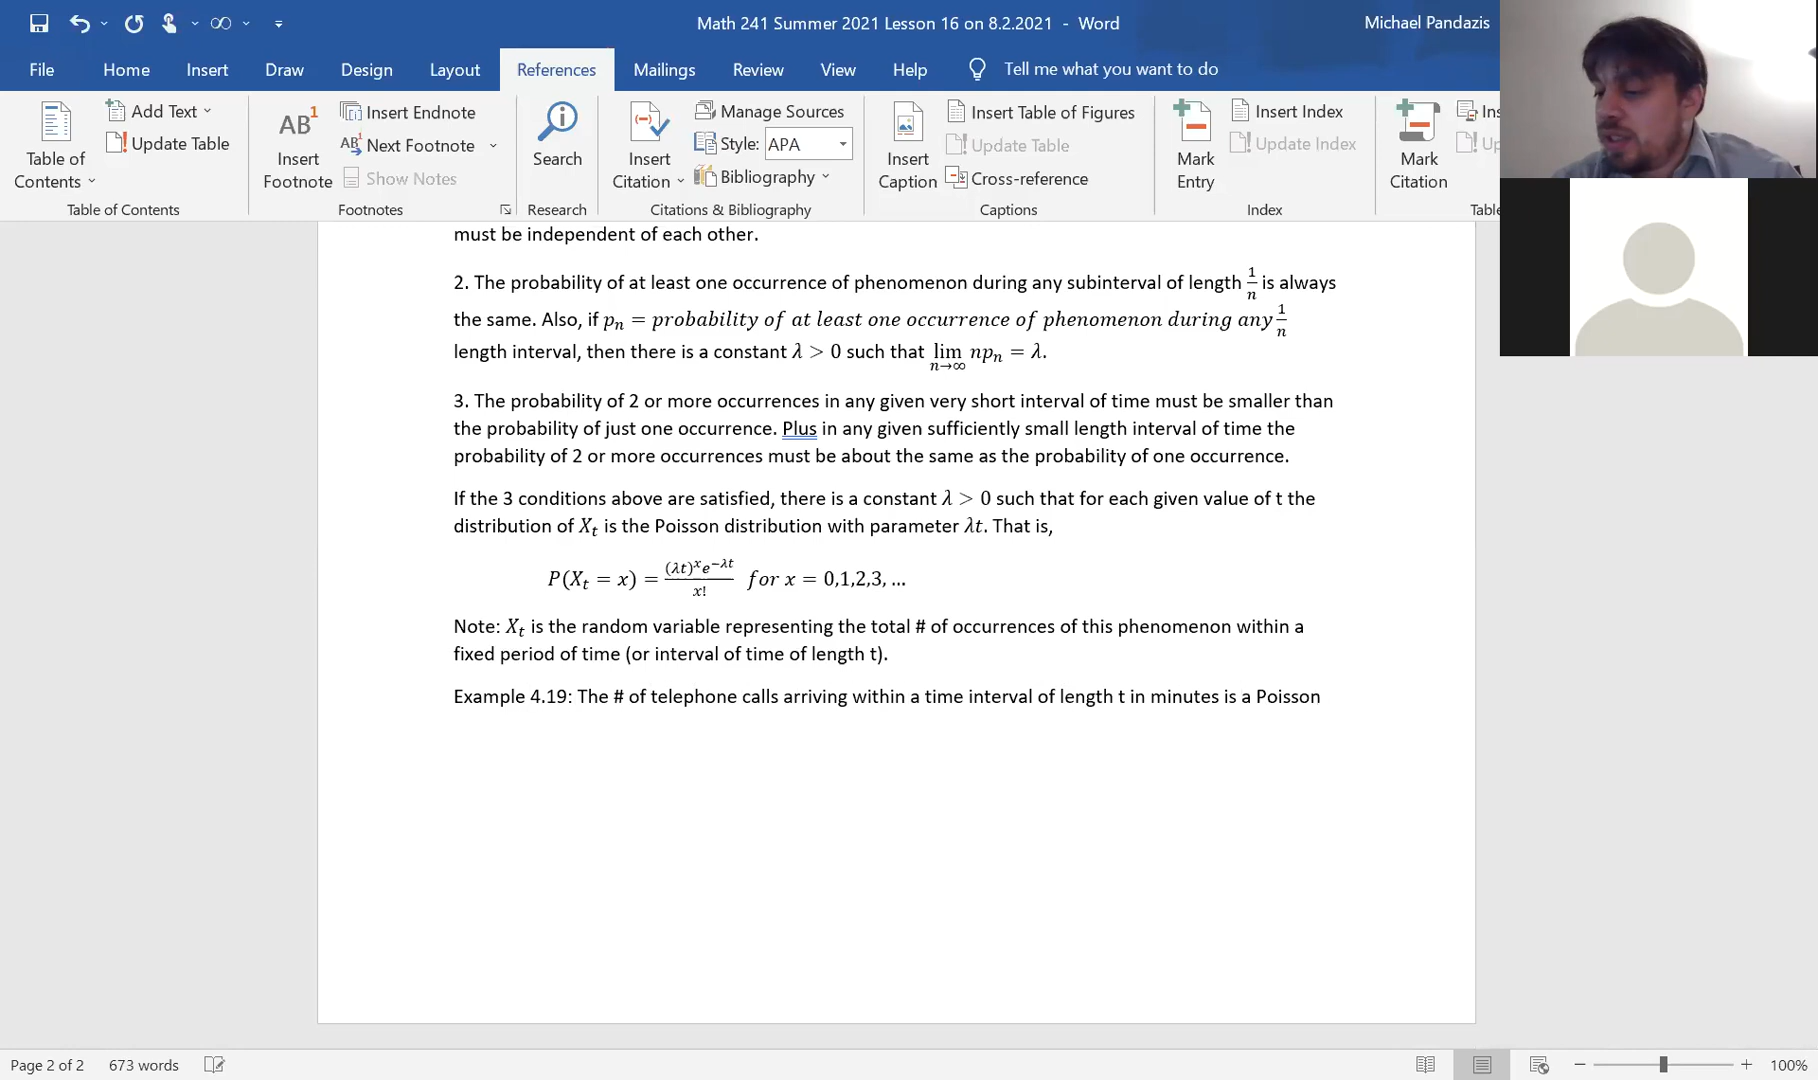 Math 241 Summer 2021 Lesson 16 on 8.2.2021 - Word
Michael Pandazis
File Home Insert Draw Design Layout References Mailings Review View Help Tell me what you want to do
Table of Contents
Add Text
Update Table
Table of Contents
AB¹ Insert Footnote
Insert Endnote
Next Footnote
Show Notes
Footnotes
Search
Research
Insert Citation
Manage Sources
Style: APA
Bibliography
Citations & Bibliography
Insert Caption
Insert Table of Figures
Update Table
Cross-reference
Captions
Mark Entry
Insert Index
Update Index
Index
Mark Citation
Ins
Up
Table
must be independent of each other.
2. The probability of at least one occurrence of phenomenon during any subinterval of length 1/n is always
the same. Also, if pₙ = probability of at least one occurrence of phenomenon during any 1/n
length interval, then there is a constant λ > 0 such that lim n→∞ npₙ = λ.
3. The probability of 2 or more occurrences in any given very short interval of time must be smaller than
the probability of just one occurrence. Plus in any given sufficiently small length interval of time the
probability of 2 or more occurrences must be about the same as the probability of one occurrence.
If the 3 conditions above are satisfied, there is a constant λ > 0 such that for each given value of t the
distribution of Xₜ is the Poisson distribution with parameter λt. That is,
P(Xₜ = x) = (λt)ˣe^(−λt) / x! for x = 0,1,2,3, …
Note: Xₜ is the random variable representing the total # of occurrences of this phenomenon within a
fixed period of time (or interval of time of length t).
Example 4.19: The # of telephone calls arriving within a time interval of length t in minutes is a Poisson
Page 2 of 2 673 words
100%